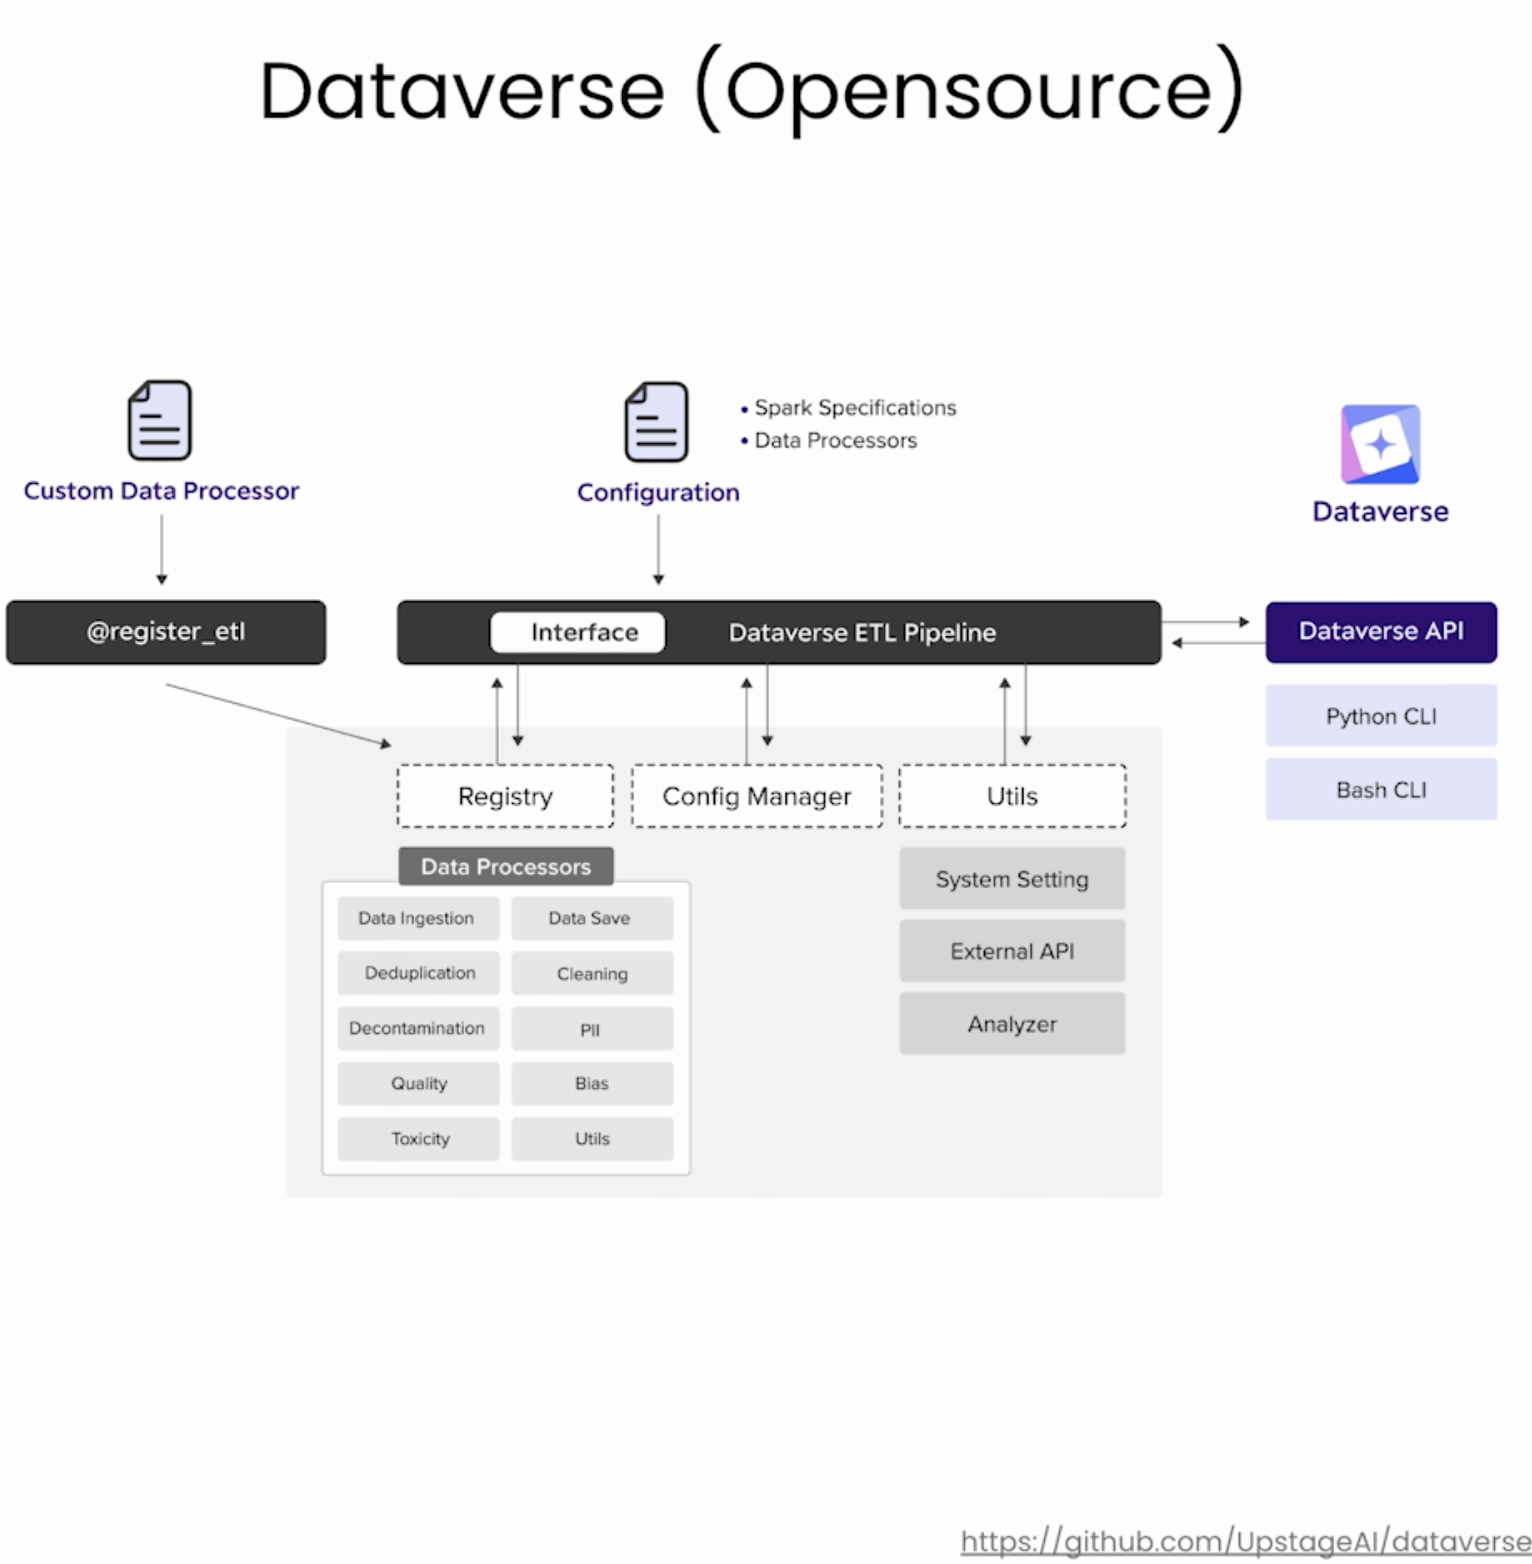 Dataverse (Opensource)
Custom Data Processor
Configuration
• Spark Specifications
• Data Processors
Dataverse
@register_etl
Interface
Dataverse ETL Pipeline
Dataverse API
Python CLI
Bash CLI
Registry
Config Manager
Utils
Data Processors
Data Ingestion
Data Save
Deduplication
Cleaning
Decontamination
PII
Quality
Bias
Toxicity
Utils
System Setting
External API
Analyzer
https://github.com/UpstageAI/dataverse